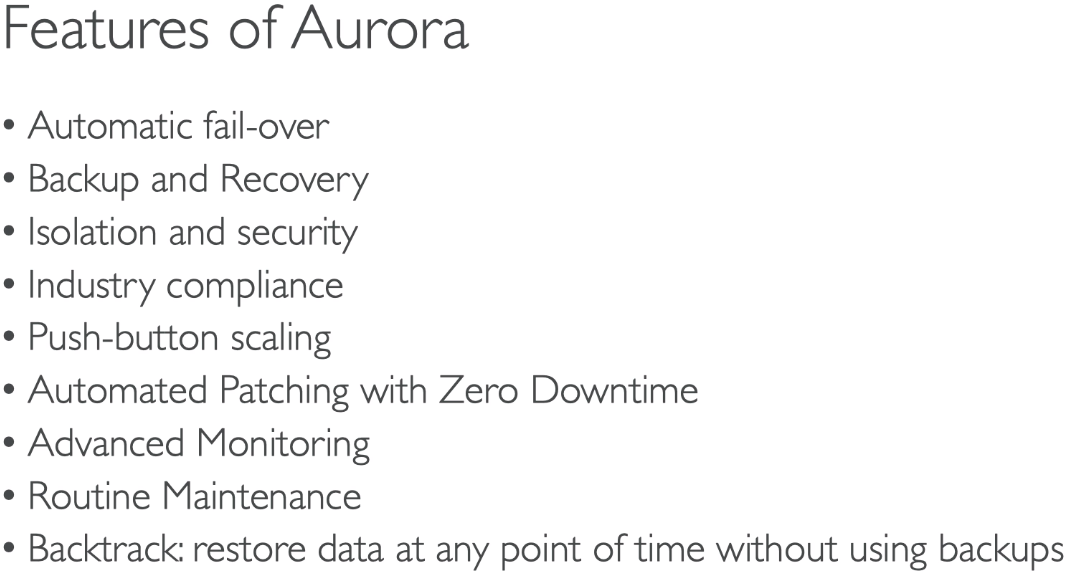 Features of Aurora
• Automatic fail-over
• Backup and Recovery
• Isolation and security
• Industry compliance
• Push-button scaling
• Automated Patching with Zero Downtime
• Advanced Monitoring
• Routine Maintenance
• Backtrack: restore data at any point of time without using backups